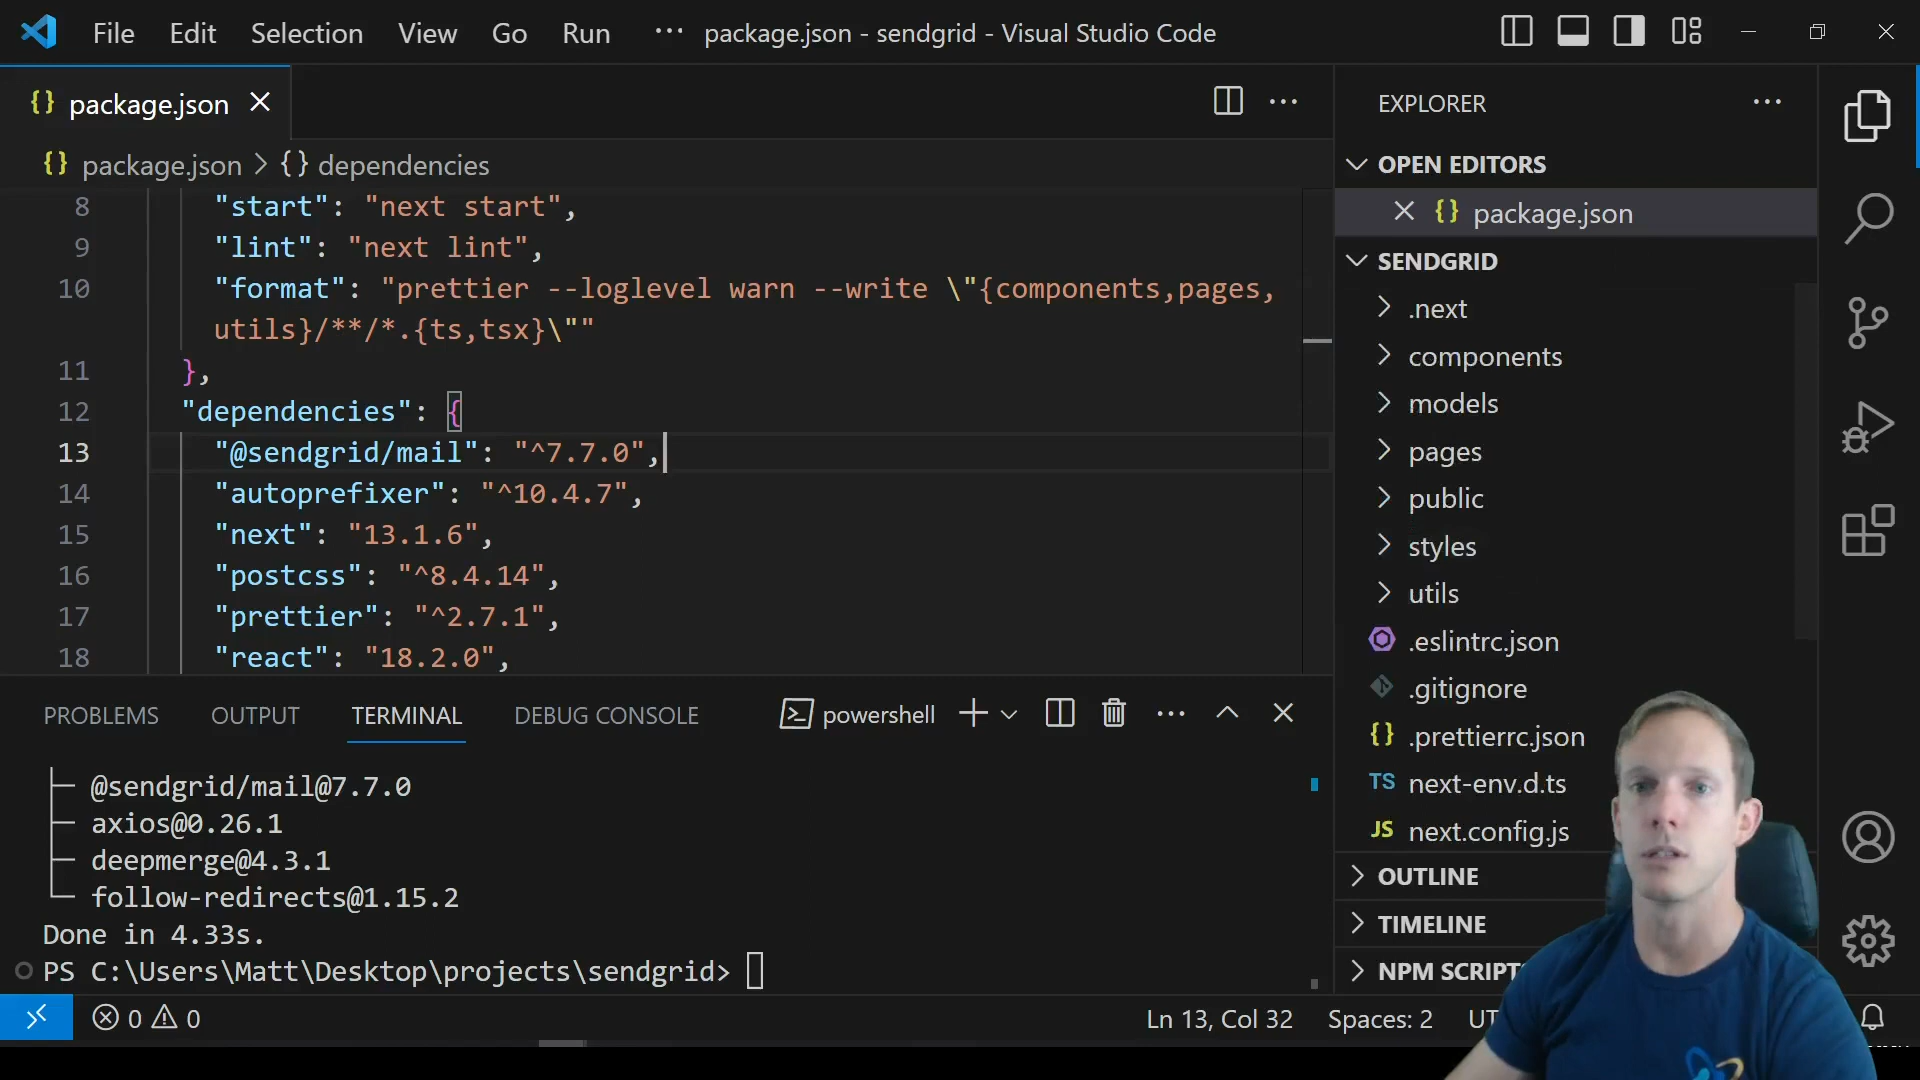 File Edit Selection View Go Run ··· package.json - sendgrid - Visual Studio Code
{} package.json
{} package.json > {} dependencies
8 "start": "next start",
9 "lint": "next lint",
10 "format": "prettier --loglevel warn --write \"{components,pages,
utils}/**/*.{ts,tsx}\""
11 },
12 "dependencies": {
13 "@sendgrid/mail": "^7.7.0",
14 "autoprefixer": "^10.4.7",
15 "next": "13.1.6",
16 "postcss": "^8.4.14",
17 "prettier": "^2.7.1",
18 "react": "18.2.0",
PROBLEMS OUTPUT TERMINAL DEBUG CONSOLE powershell
├─ @sendgrid/mail@7.7.0
├─ axios@0.26.1
├─ deepmerge@4.3.1
└─ follow-redirects@1.15.2
Done in 4.33s.
PS C:\Users\Matt\Desktop\projects\sendgrid>
EXPLORER
OPEN EDITORS
{} package.json
SENDGRID
.next
components
models
pages
public
styles
utils
.eslintrc.json
.gitignore
{} .prettierrc.json
TS next-env.d.ts
JS next.config.js
OUTLINE
TIMELINE
NPM SCRIPTS
0 0 Ln 13, Col 32 Spaces: 2 UT